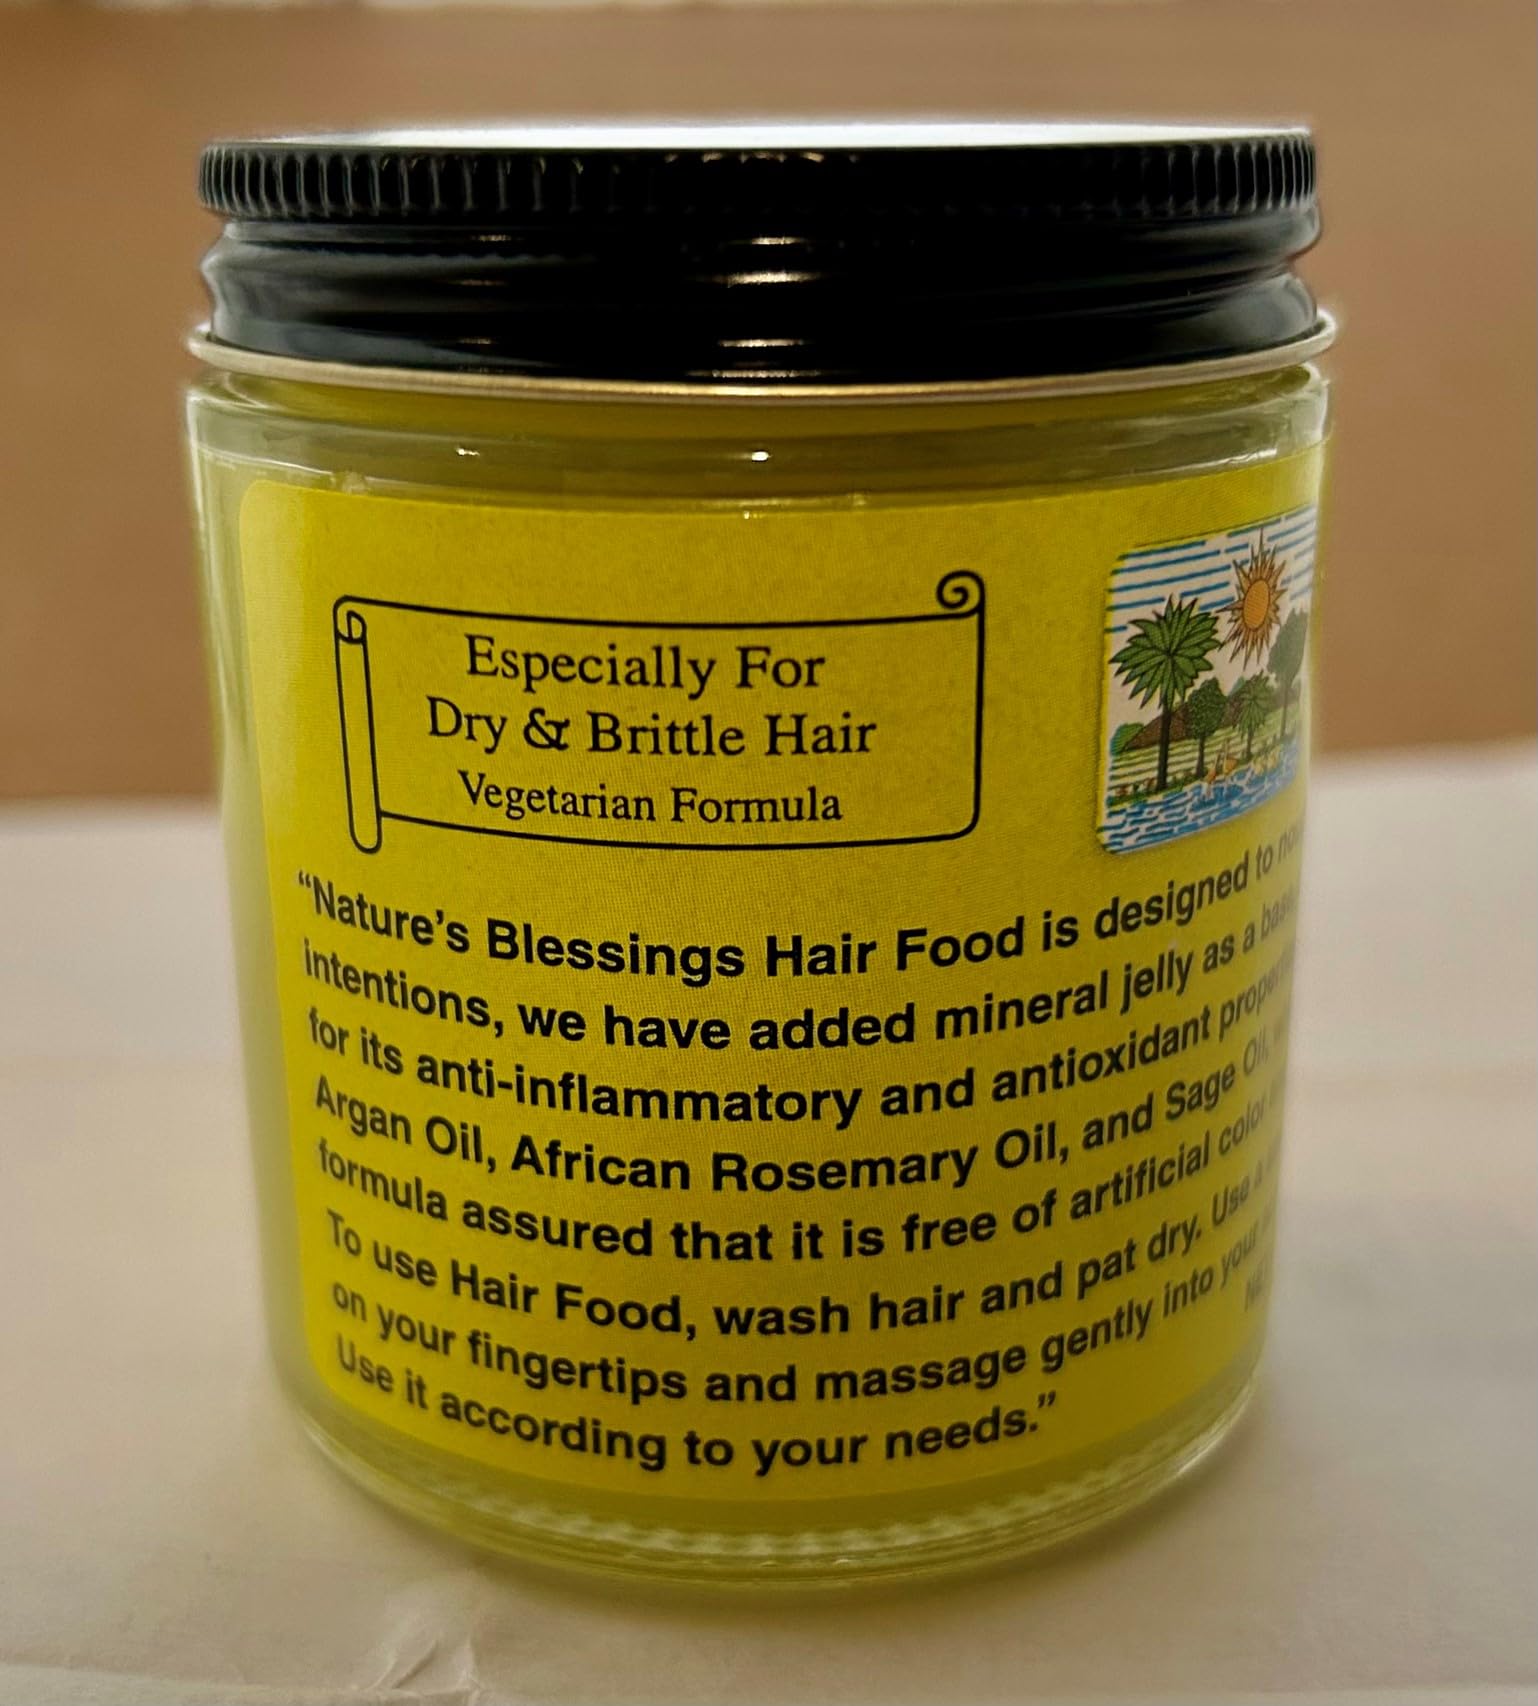 Especially For
Dry & Brittle Hair
Vegetarian Formula
“Nature’s Blessings Hair Food is designed to
intentions, we have added mineral jelly as a
for its anti-inflammatory and antioxidant
Argan Oil, African Rosemary Oil, and Sage Oil,
formula assured that it is free of artificial
To use Hair Food, wash hair and pat dry. Use
on your fingertips and massage gently into your
Use it according to your needs.”